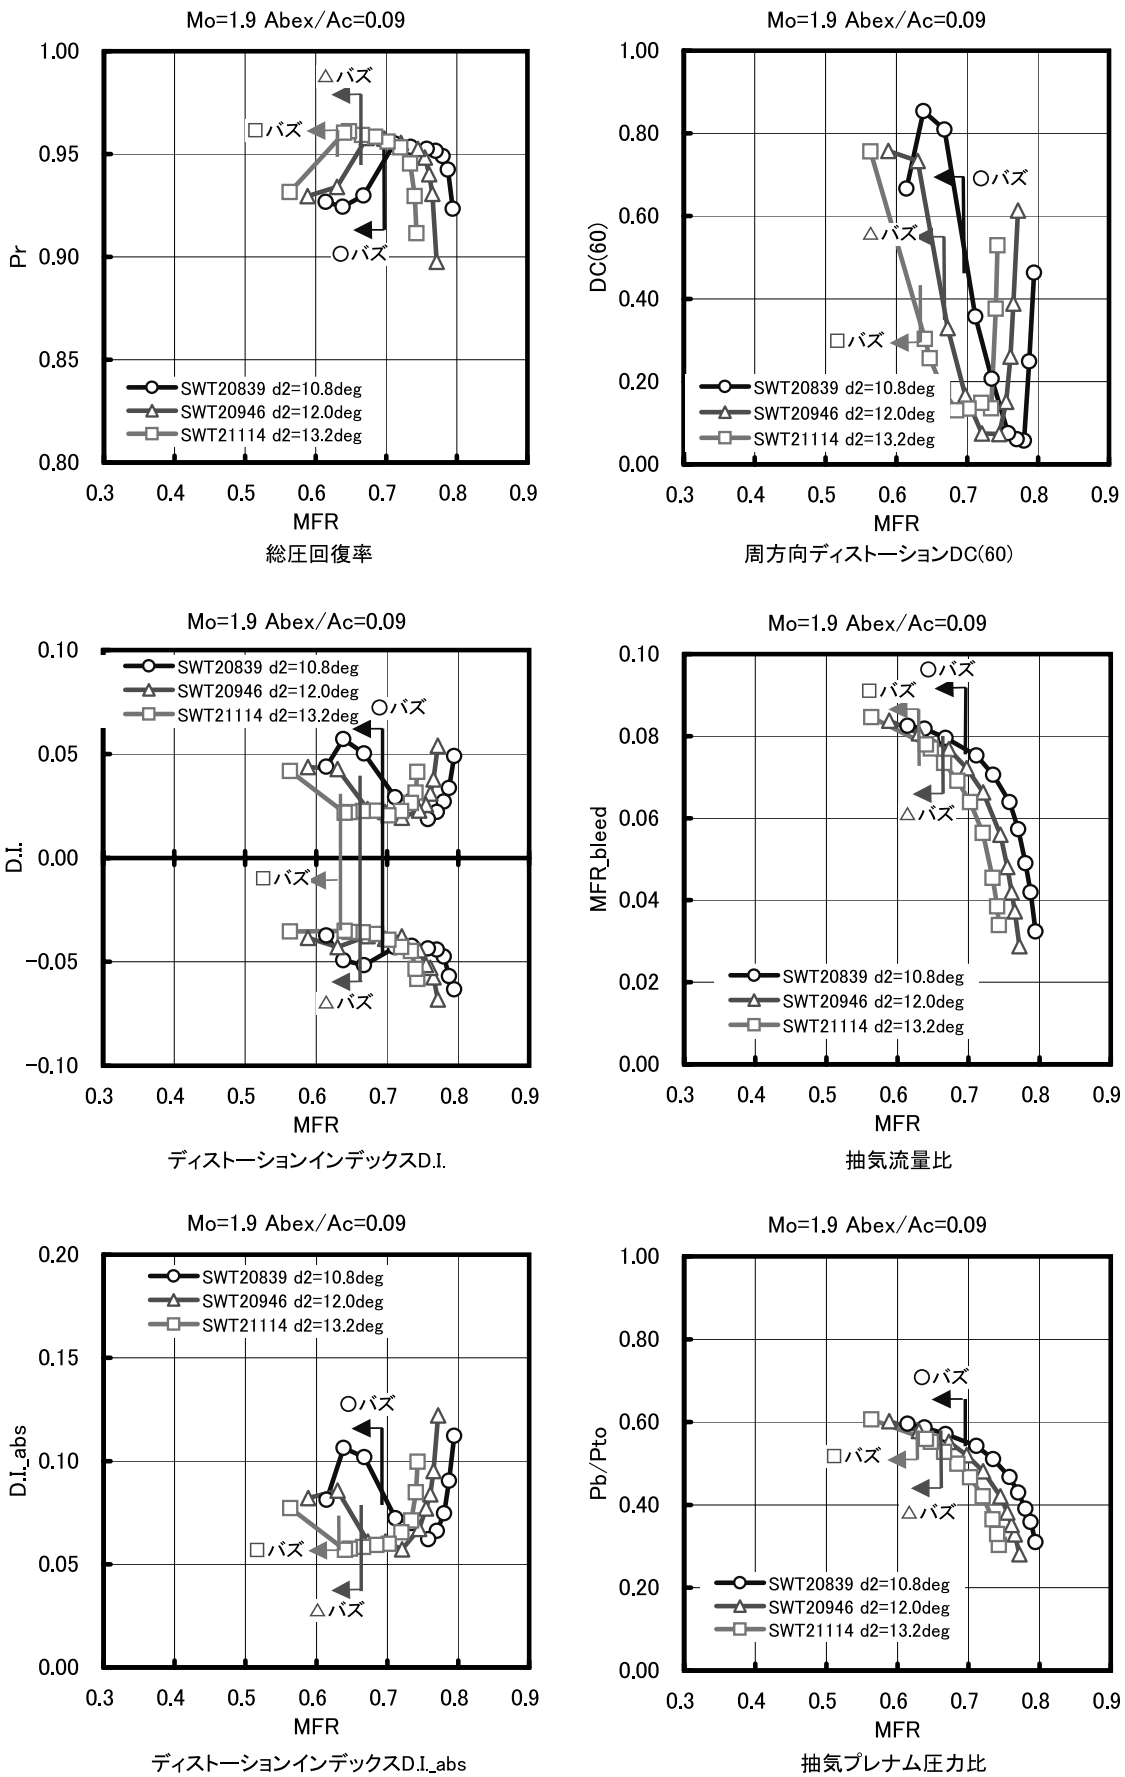 Mo=1.9 Abex/Ac=0.09
1.00
0.95
0.90
0.85
0.80
Pr
△バズ
□バズ
○バズ
SWT20839 d2=10.8deg
SWT20946 d2=12.0deg
SWT21114 d2=13.2deg
0.3 0.4 0.5 0.6 0.7 0.8 0.9
MFR
総圧回復率
Mo=1.9 Abex/Ac=0.09
1.00
0.80
0.60
0.40
0.20
0.00
DC(60)
○バズ
△バズ
□バズ
SWT20839 d2=10.8deg
SWT20946 d2=12.0deg
SWT21114 d2=13.2deg
0.3 0.4 0.5 0.6 0.7 0.8 0.9
MFR
周方向ディストーションDC(60)
Mo=1.9 Abex/Ac=0.09
0.10
0.05
0.00
-0.05
-0.10
D.I.
SWT20839 d2=10.8deg
SWT20946 d2=12.0deg
SWT21114 d2=13.2deg
○バズ
□バズ
△バズ
0.3 0.4 0.5 0.6 0.7 0.8 0.9
MFR
ディストーションインデックスD.I.
Mo=1.9 Abex/Ac=0.09
0.10
0.08
0.06
0.04
0.02
0.00
MFR_bleed
○バズ
□バズ
△バズ
SWT20839 d2=10.8deg
SWT20946 d2=12.0deg
SWT21114 d2=13.2deg
0.3 0.4 0.5 0.6 0.7 0.8 0.9
MFR
抽気流量比
Mo=1.9 Abex/Ac=0.09
0.20
0.15
0.10
0.05
0.00
D.I._abs
SWT20839 d2=10.8deg
SWT20946 d2=12.0deg
SWT21114 d2=13.2deg
○バズ
□バズ
△バズ
0.3 0.4 0.5 0.6 0.7 0.8 0.9
MFR
ディストーションインデックスD.I._abs
Mo=1.9 Abex/Ac=0.09
1.00
0.80
0.60
0.40
0.20
0.00
Pb/Pto
○バズ
□バズ
△バズ
SWT20839 d2=10.8deg
SWT20946 d2=12.0deg
SWT21114 d2=13.2deg
0.3 0.4 0.5 0.6 0.7 0.8 0.9
MFR
抽気プレナム圧力比